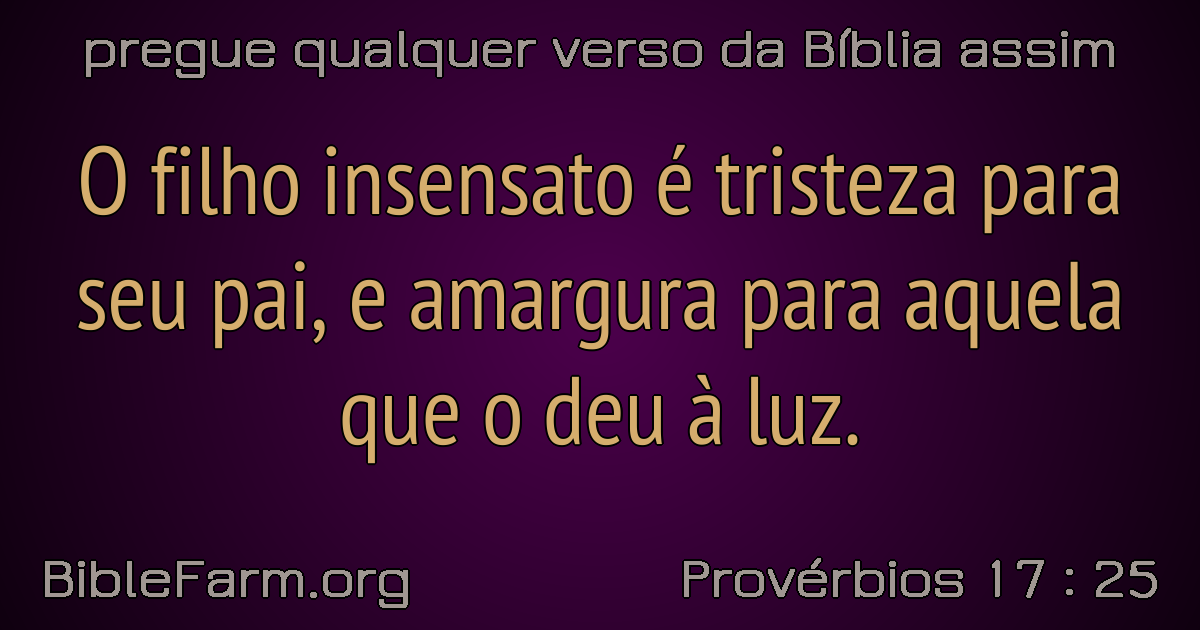 pregue qualquer verso da Bíblia assim
O filho insensato é tristeza para
seu pai, e amargura para aquela
que o deu à luz.
BibleFarm.org
Provérbios 17 : 25